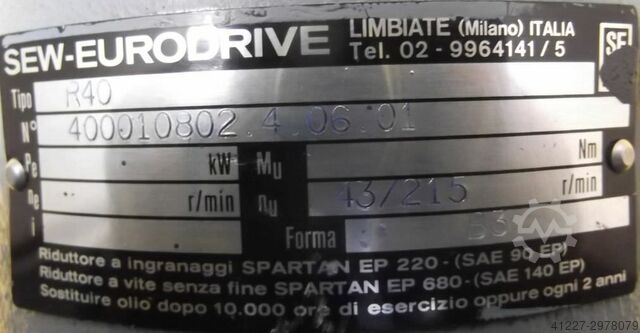 SEW-EURODRIVE LIMBIATE (Milano) ITALIA
Tel. 02 - 9964141/5
SE
Tipo R40
N° 400010802.4.06.01
Pe kW Mu Nm
ne r/min nu 43/215 r/min
i Forma B3
Riduttore a ingranaggi SPARTAN EP 220-(SAE 90 EP)
Riduttore a vite senza fine SPARTAN EP 680-(SAE 140 EP)
Sostituire olio dopo 10.000 ore di esercizio oppure ogni 2 anni
41227-2978079